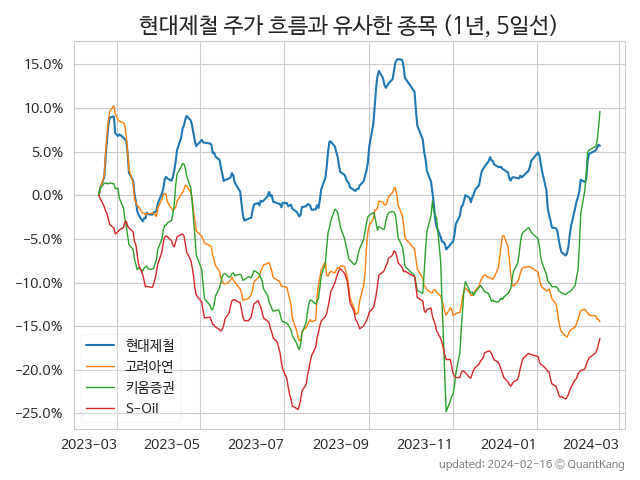 현대제철 주가 흐름과 유사한 종목 (1년, 5일선)
15.0%
10.0%
5.0%
0.0%
−5.0%
−10.0%
−15.0%
−20.0%
−25.0%
현대제철
고려아연
키움증권
S-Oil
2023-03 2023-05 2023-07 2023-09 2023-11 2024-01 2024-03
updated: 2024-02-16 © QuantKang